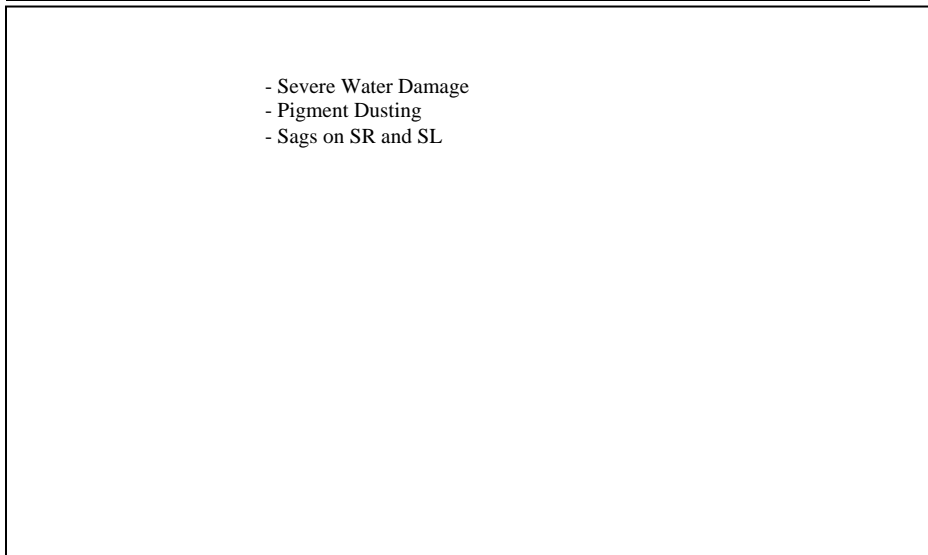 - Severe Water Damage
- Pigment Dusting
- Sags on SR and SL